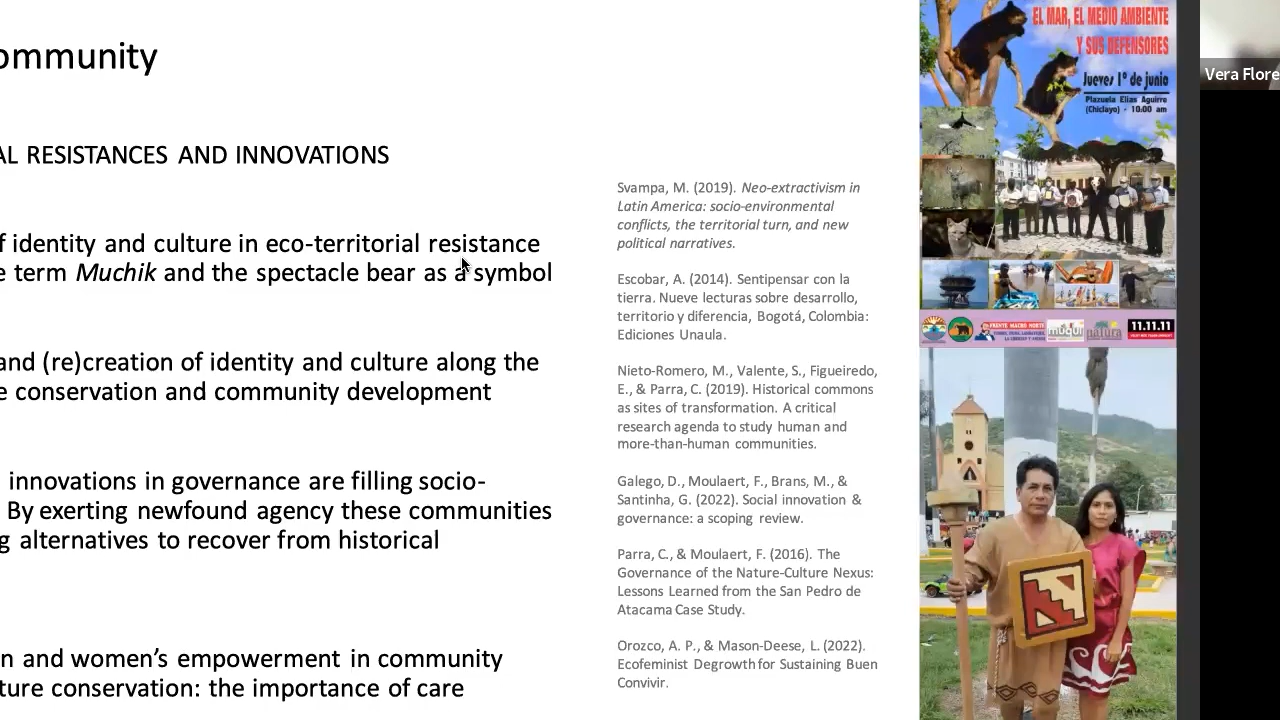 ommunity
AL RESISTANCES AND INNOVATIONS
f identity and culture in eco-territorial resistance
e term Muchik and the spectacle bear as a symbol
and (re)creation of identity and culture along the
e conservation and community development
innovations in governance are filling socio-
By exerting newfound agency these communities
g alternatives to recover from historical
n and women’s empowerment in community
ture conservation: the importance of care
Svampa, M. (2019). Neo-extractivism in
Latin America: socio-environmental
conflicts, the territorial turn, and new
political narratives.
Escobar, A. (2014). Sentipensar con la
tierra. Nueve lecturas sobre desarrollo,
territorio y diferencia, Bogotá, Colombia:
Ediciones Unaula.
Nieto-Romero, M., Valente, S., Figueiredo,
E., & Parra, C. (2019). Historical commons
as sites of transformation. A critical
research agenda to study human and
more-than-human communities.
Galego, D., Moulaert, F., Brans, M., &
Santinha, G. (2022). Social innovation &
governance: a scoping review.
Parra, C., & Moulaert, F. (2016). The
Governance of the Nature-Culture Nexus:
Lessons Learned from the San Pedro de
Atacama Case Study.
Orozco, A. P., & Mason-Deese, L. (2022).
Ecofeminist Degrowth for Sustaining Buen
Convivir.
EL MAR, EL MEDIO AMBIENTE
Y SUS DEFENSORES
Jueves 1º de junio
Plazuela Elias Aguirre
(Chiclayo) - 10:00 am
FRENTE MACRO NORTE
muqui
natura
11.11.11
Vera Flore